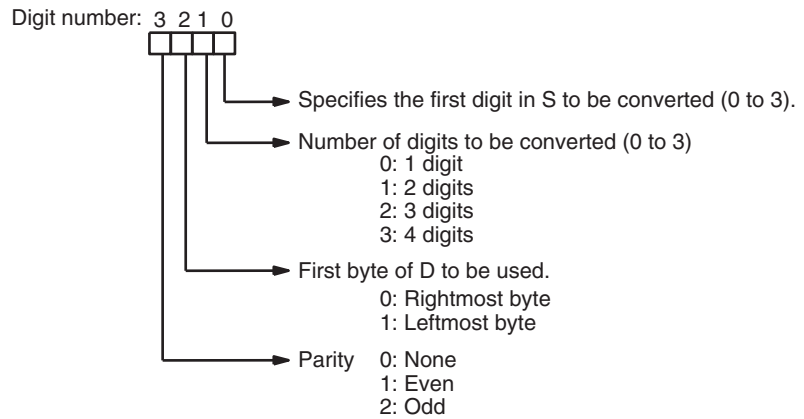 Digit number: 3 2 1 0
Specifies the first digit in S to be converted (0 to 3).
Number of digits to be converted (0 to 3)
0: 1 digit
1: 2 digits
2: 3 digits
3: 4 digits
First byte of D to be used.
0: Rightmost byte
1: Leftmost byte
Parity 0: None
1: Even
2: Odd